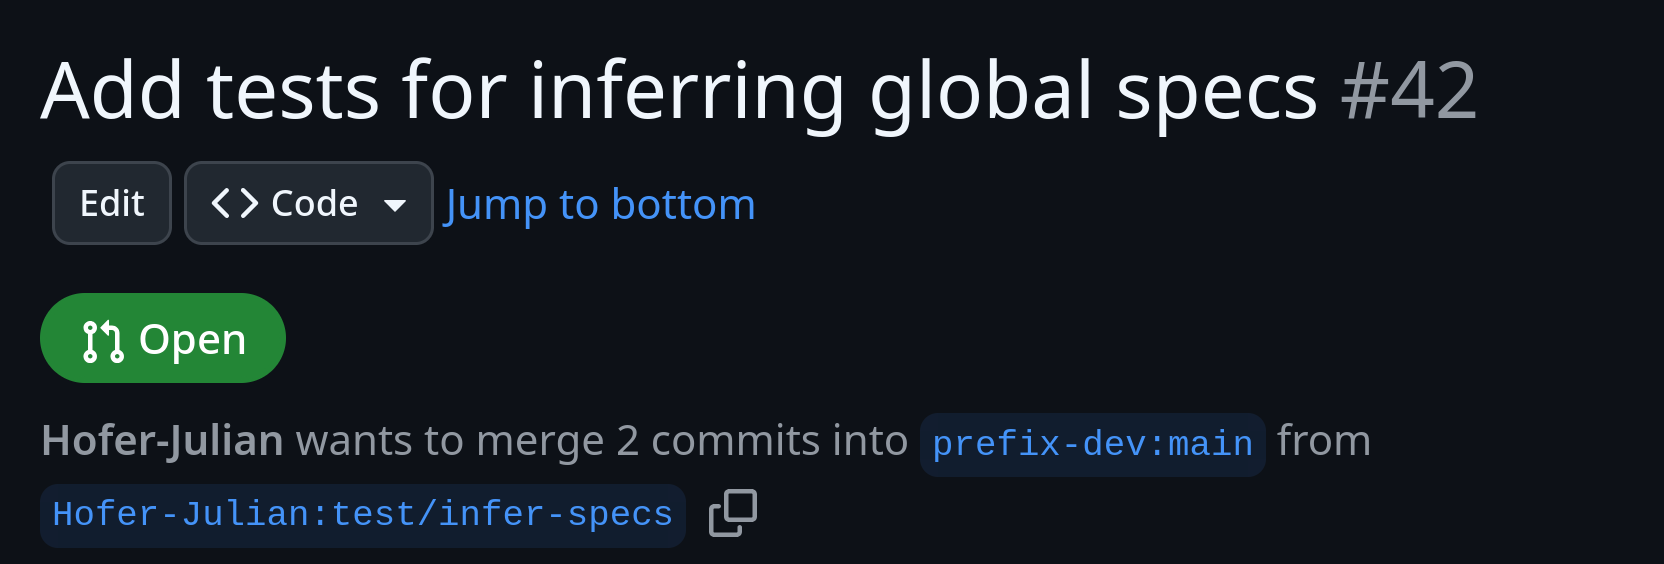 Add tests for inferring global specs #42
Edit <> Code Jump to bottom
Open
Hofer-Julian wants to merge 2 commits into prefix-dev:main from
Hofer-Julian:test/infer-specs